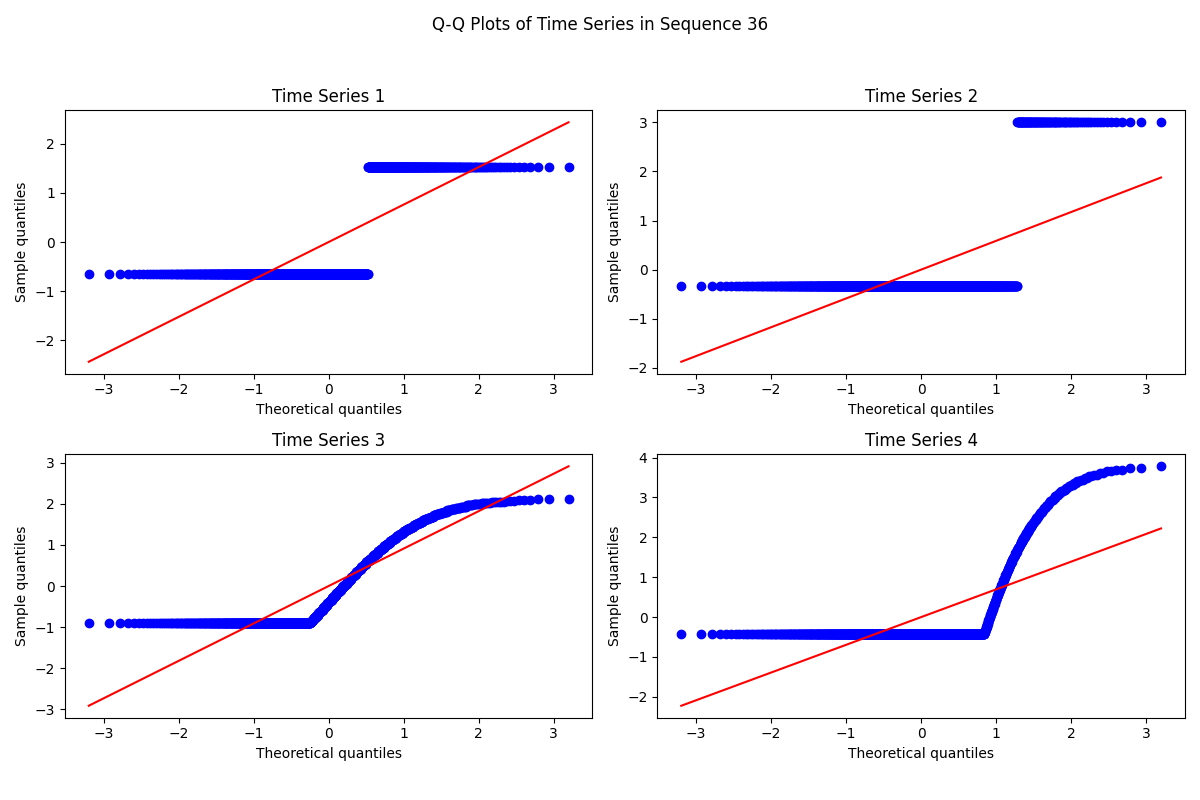 Q-Q Plots of Time Series in Sequence 36
Time Series 1
Sample quantiles
2
1
0
−1
−2
−3 −2 −1 0 1 2 3
Theoretical quantiles
Time Series 2
Sample quantiles
3
2
1
0
−1
−2
−3 −2 −1 0 1 2 3
Theoretical quantiles
Time Series 3
Sample quantiles
3
2
1
0
−1
−2
−3
−3 −2 −1 0 1 2 3
Theoretical quantiles
Time Series 4
Sample quantiles
4
3
2
1
0
−1
−2
−3 −2 −1 0 1 2 3
Theoretical quantiles